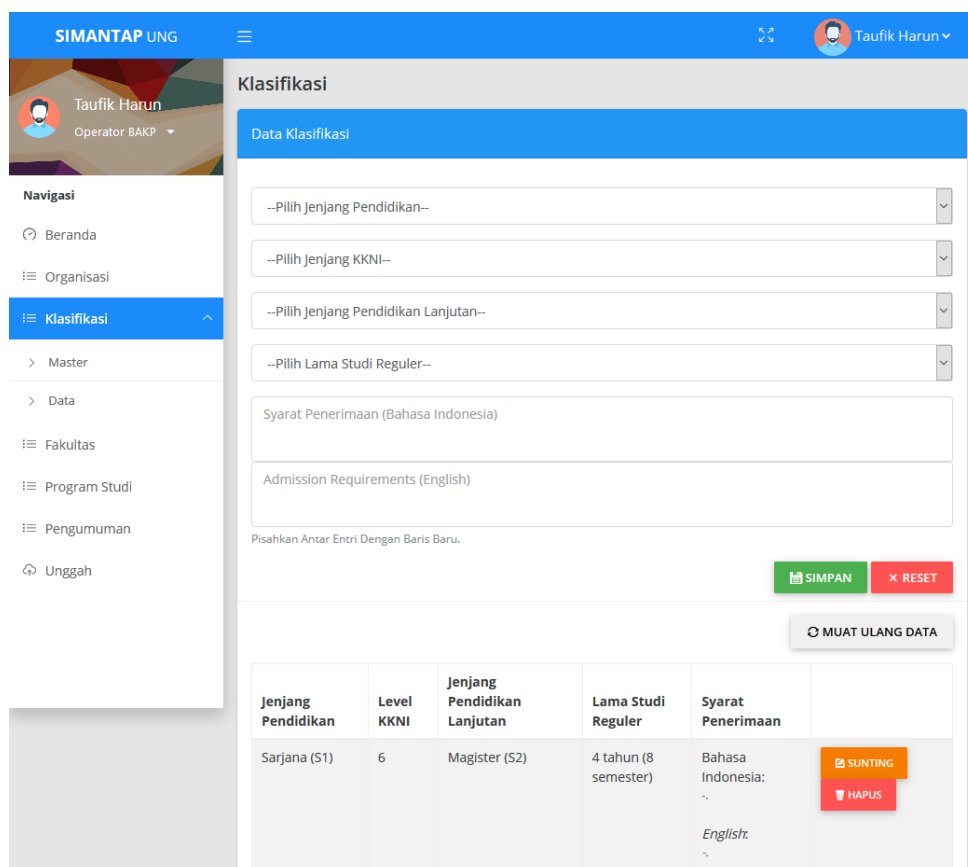 SIMANTAP UNG
Taufik Harun
Taufik Harun
Operator BAKP
Navigasi
Beranda
Organisasi
Klasifikasi
Master
Data
Fakultas
Program Studi
Pengumuman
Unggah
Klasifikasi
Data Klasifikasi
--Pilih Jenjang Pendidikan--
--Pilih Jenjang KKNI--
--Pilih Jenjang Pendidikan Lanjutan--
--Pilih Lama Studi Reguler--
Syarat Penerimaan (Bahasa Indonesia)
Admission Requirements (English)
Pisahkan Antar Entri Dengan Baris Baru.
SIMPAN
× RESET
MUAT ULANG DATA
Jenjang
Pendidikan
Level
KKNI
Jenjang
Pendidikan
Lanjutan
Lama Studi
Reguler
Syarat
Penerimaan
Sarjana (S1)
6
Magister (S2)
4 tahun (8
semester)
Bahasa
Indonesia:
-.
English:
-.
SUNTING
HAPUS